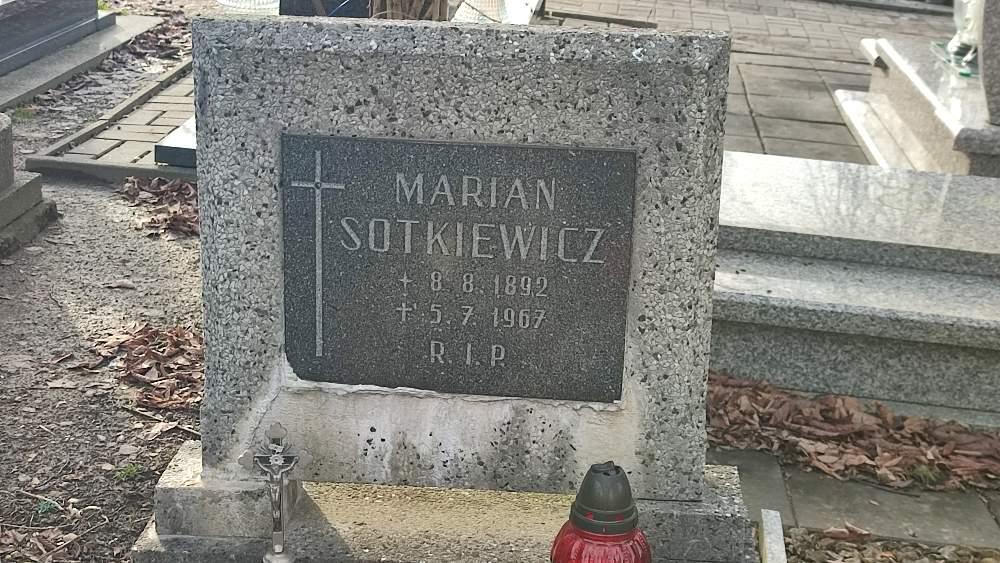 MARIAN
SOTKIEWICZ
+ 8. 8. 1892
+ 5. 7. 1967
R. I. P.